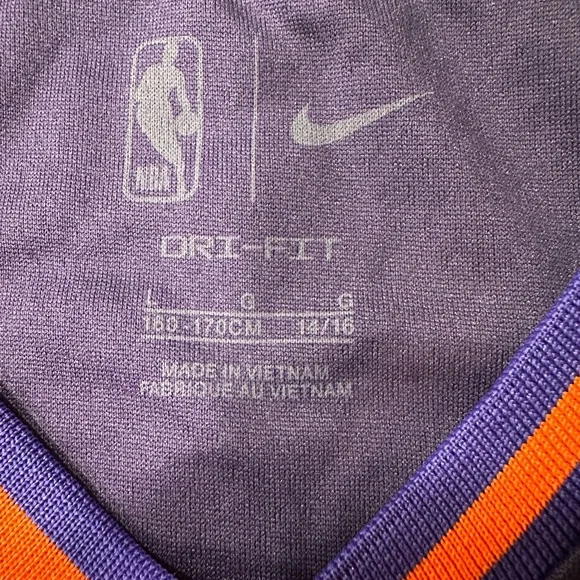 NBA
DRI-FIT
L G G
160-170CM 14/16
MADE IN VIETNAM
FABRIQUE AU VIETNAM